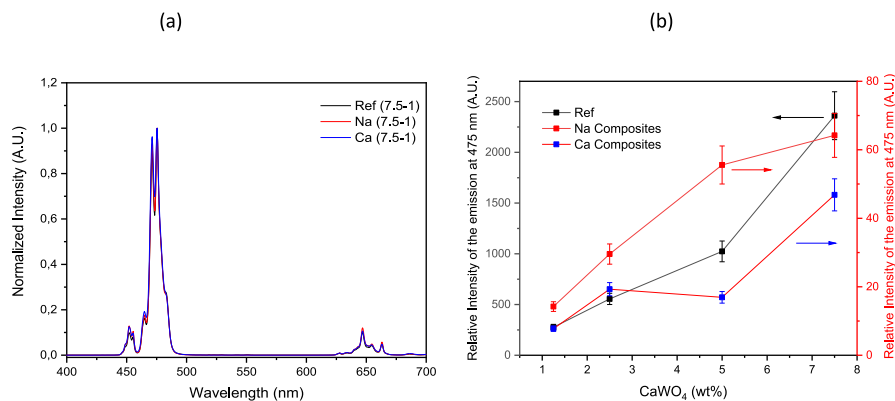 (a)
(b)
Normalized Intensity (A.U.)
1,2
1,0
0,8
0,6
0,4
0,2
0,0
400
450
500
550
600
650
700
Wavelength (nm)
Ref (7.5-1)
Na (7.5-1)
Ca (7.5-1)
Relative Intensity of the emission at 475 nm (A.U.)
2500
2000
1500
1000
500
0
1
2
3
4
5
6
7
8
CaWO₄ (wt%)
Ref
Na Composites
Ca Composites
80
60
40
20
0
Relative Intensity of the emission at 475 nm (A.U.)